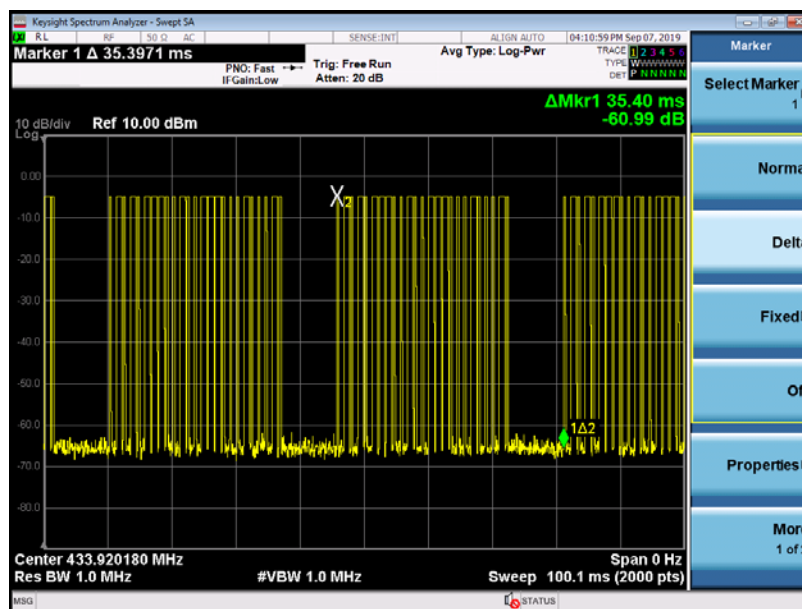 Keysight Spectrum Analyzer - Swept SA
RL RF 50 Ω AC SENSE:INT ALIGN AUTO 04:10:59 PM Sep 07, 2019
Marker 1 Δ 35.3971 ms
PNO: Fast
IFGain:Low
Trig: Free Run
Atten: 20 dB
Avg Type: Log-Pwr
TRACE 1 2 3 4 5 6
TYPE W
DET P N N N N N
ΔMkr1 35.40 ms
-60.99 dB
10 dB/div Ref 10.00 dBm
Log
0.00
-10.0
-20.0
-30.0
-40.0
-50.0
-60.0
-70.0
-80.0
X2
1Δ2
Center 433.920180 MHz Span 0 Hz
Res BW 1.0 MHz #VBW 1.0 MHz Sweep 100.1 ms (2000 pts)
MSG STATUS
Marker
Select Marker
1
Norma
Delta
Fixed
Of
Properties
More
1 of